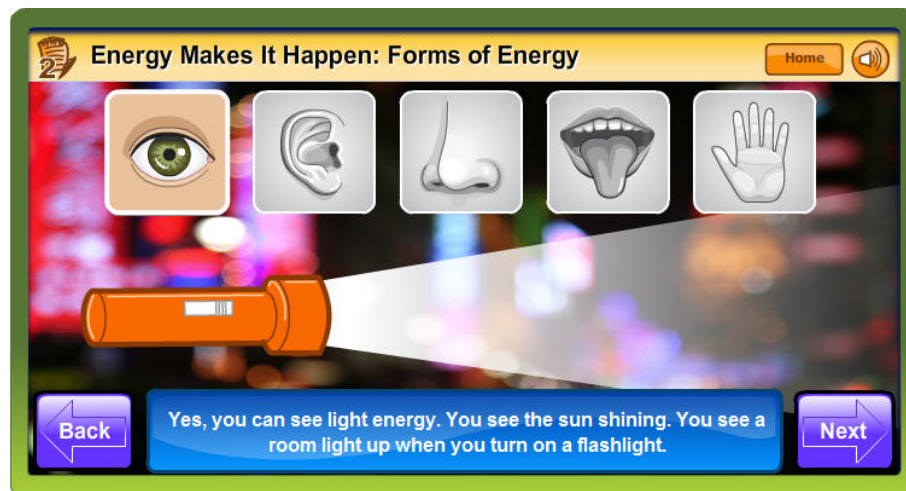 2
Energy Makes It Happen: Forms of Energy
Home
Back
Yes, you can see light energy. You see the sun shining. You see a
room light up when you turn on a flashlight.
Next